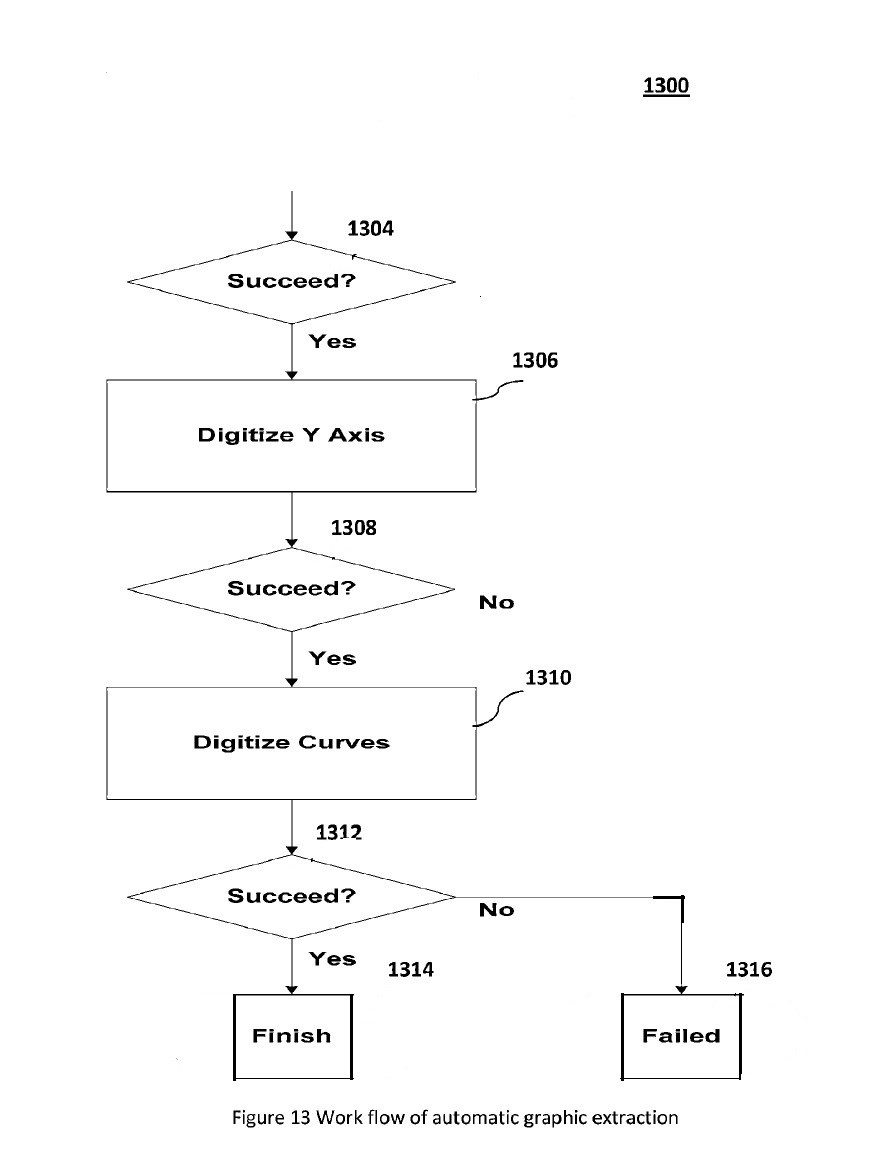 1300
1304
Succeed?
Yes
1306
Digitize Y Axis
1308
Succeed?
No
Yes
1310
Digitize Curves
1312
Succeed?
No
Yes
1314
1316
Finish
Failed
Figure 13 Work flow of automatic graphic extraction